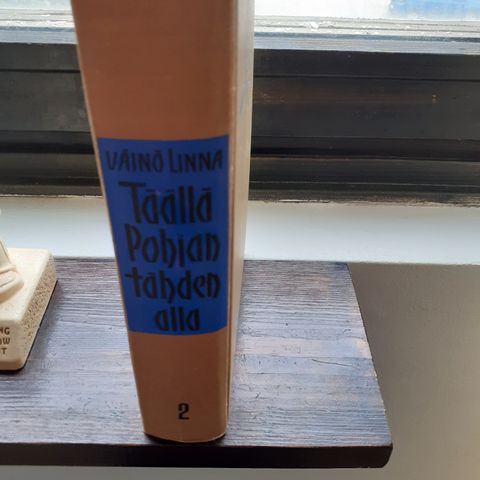 VÄINÖ LINNA
Täällä
Pohjan
tähden
alla
2